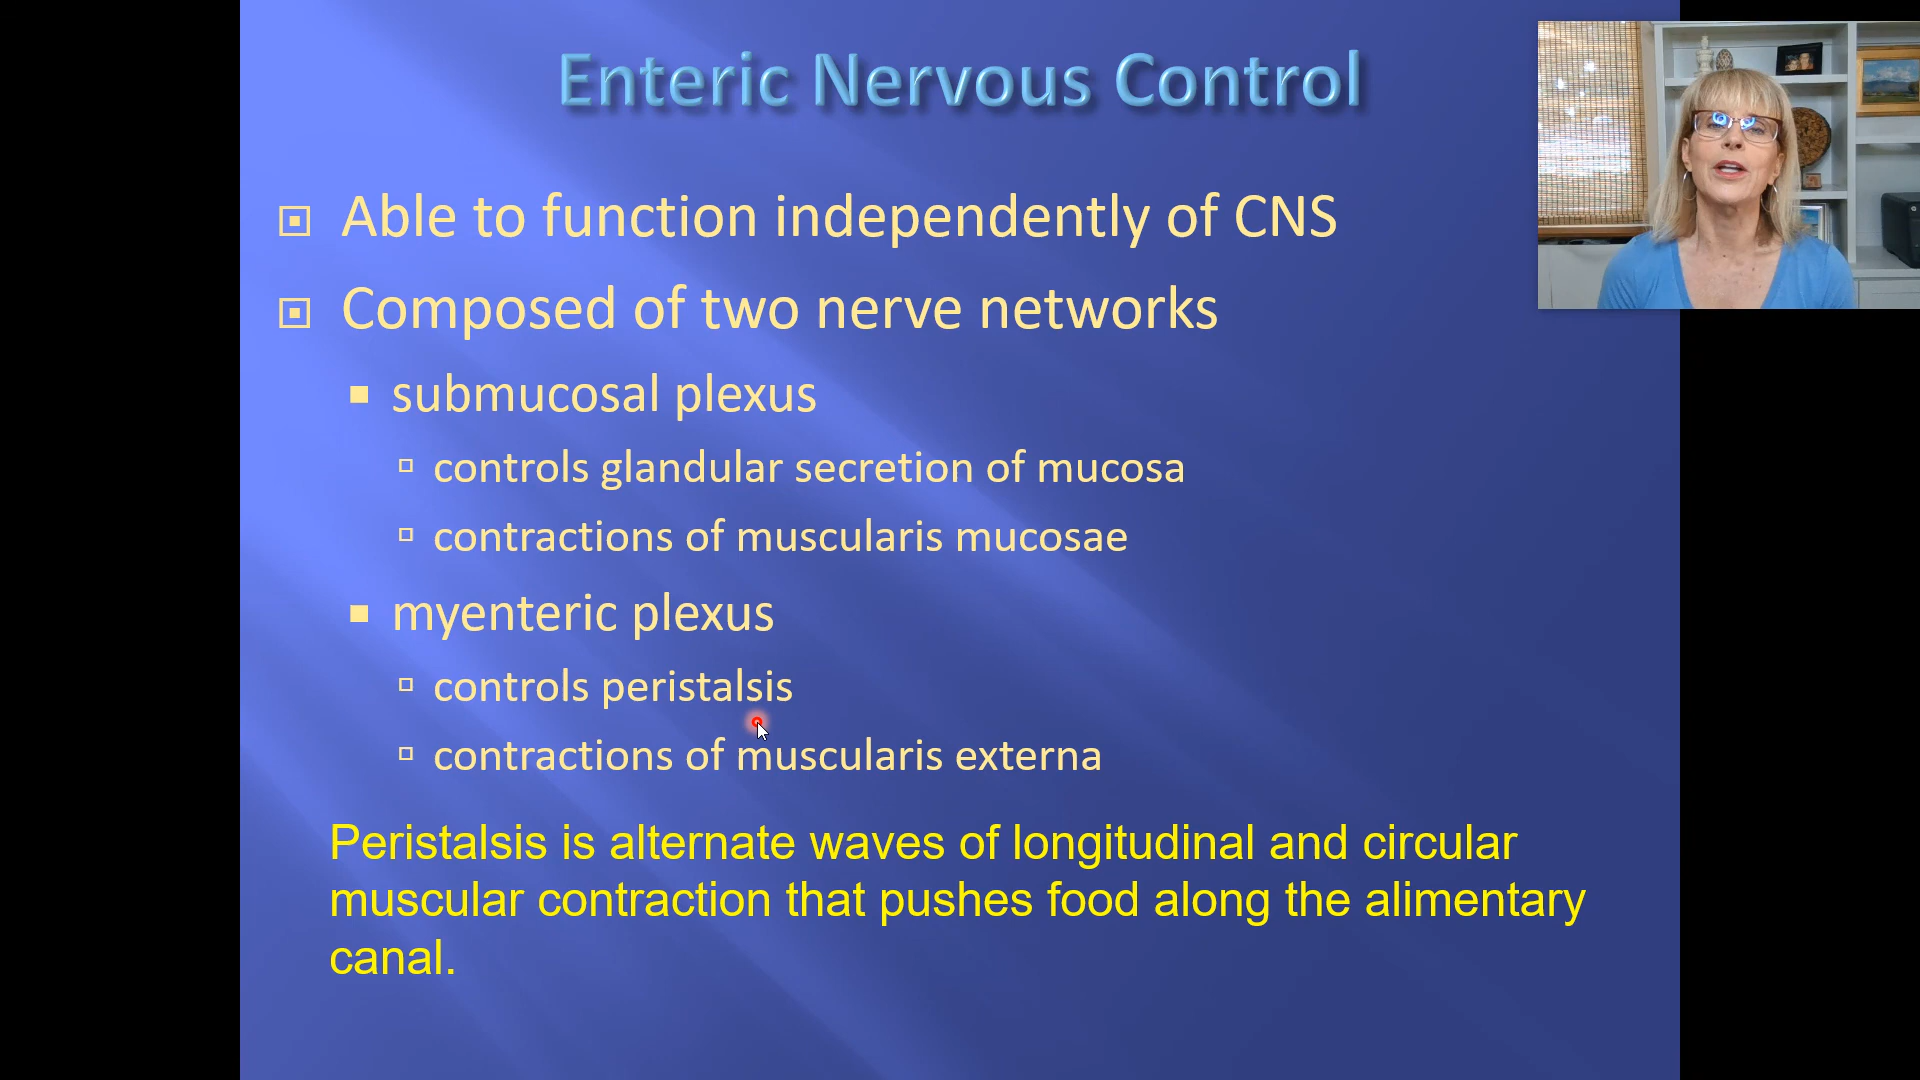 Enteric Nervous Control
Able to function independently of CNS
Composed of two nerve networks
submucosal plexus
controls glandular secretion of mucosa
contractions of muscularis mucosae
myenteric plexus
controls peristalsis
contractions of muscularis externa
Peristalsis is alternate waves of longitudinal and circular
muscular contraction that pushes food along the alimentary
canal.